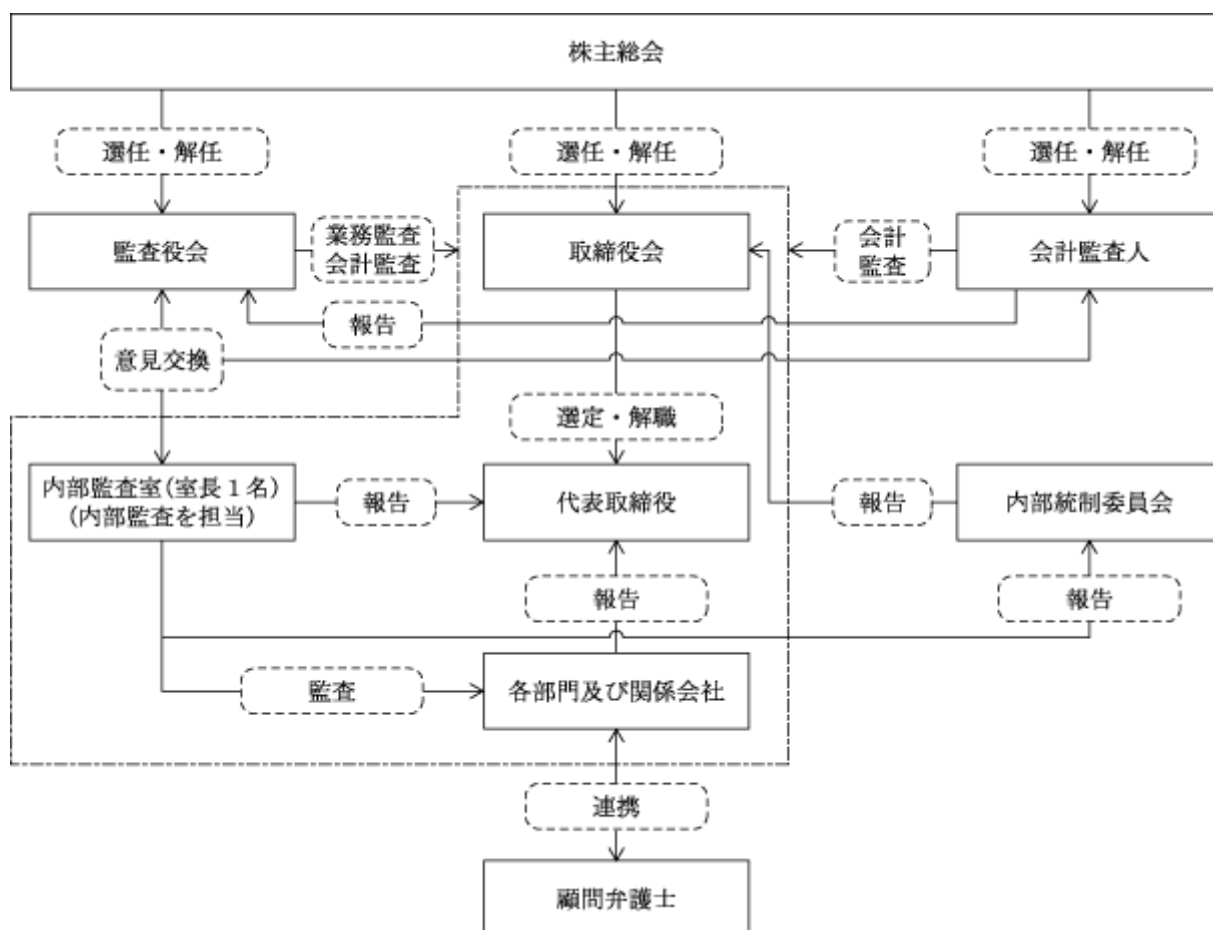 株主総会
選任・解任
選任・解任
選任・解任
監査役会
業務監査
会計監査
取締役会
会計
監査
会計監査人
報告
意見交換
選定・解職
内部監査室(室長1名)
(内部監査を担当)
報告
代表取締役
報告
内部統制委員会
報告
報告
監査
各部門及び関係会社
連携
顧問弁護士